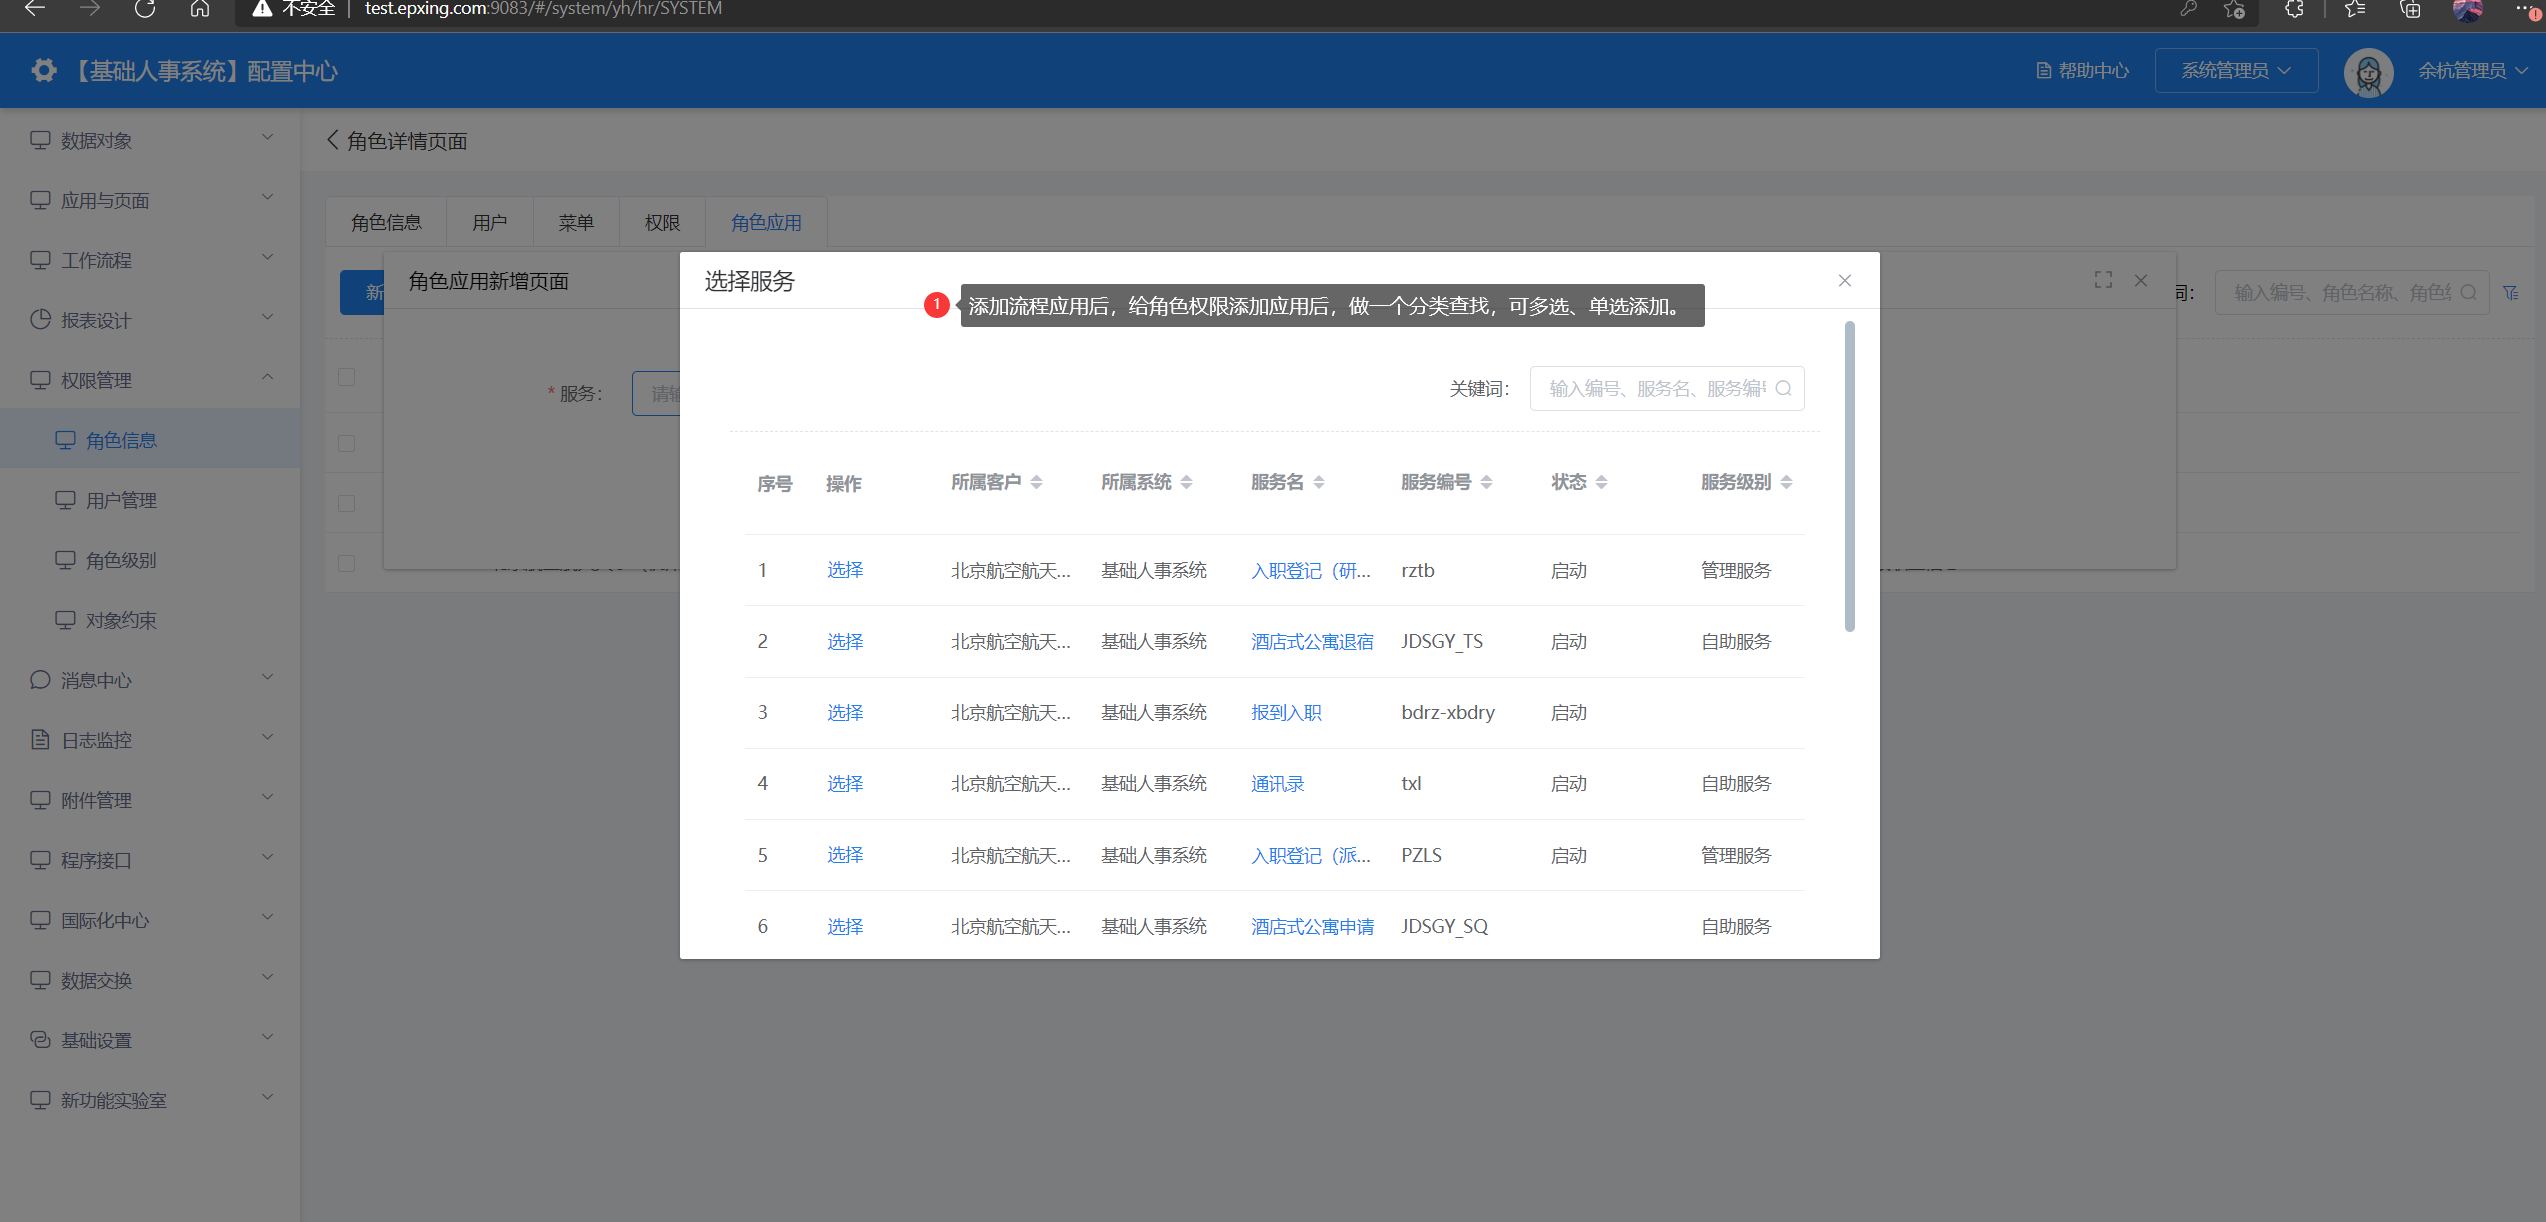 不安全 test.epxing.com:9083/#/system/yh/hr/SYSTEM
【基础人事系统】配置中心
帮助中心
系统管理员
余杭管理员
数据对象
应用与页面
工作流程
报表设计
权限管理
角色信息
用户管理
角色级别
对象约束
消息中心
日志监控
附件管理
程序接口
国际化中心
数据交换
基础设置
新功能实验室
角色详情页面
角色信息 用户 菜单 权限 角色应用
新
词：
输入编号、角色名称、角色
角色应用新增页面
* 服务：
请输
选择服务
1 添加流程应用后，给角色权限添加应用后，做一个分类查找，可多选、单选添加。
关键词： 输入编号、服务名、服务编
序号 操作 所属客户 所属系统 服务名 服务编号 状态 服务级别
1 选择 北京航空航天... 基础人事系统 入职登记（研... rztb 启动 管理服务
2 选择 北京航空航天... 基础人事系统 酒店式公寓退宿 JDSGY_TS 启动 自助服务
3 选择 北京航空航天... 基础人事系统 报到入职 bdrz-xbdry 启动
4 选择 北京航空航天... 基础人事系统 通讯录 txl 启动 自助服务
5 选择 北京航空航天... 基础人事系统 入职登记（派... PZLS 启动 管理服务
6 选择 北京航空航天... 基础人事系统 酒店式公寓申请 JDSGY_SQ 自助服务